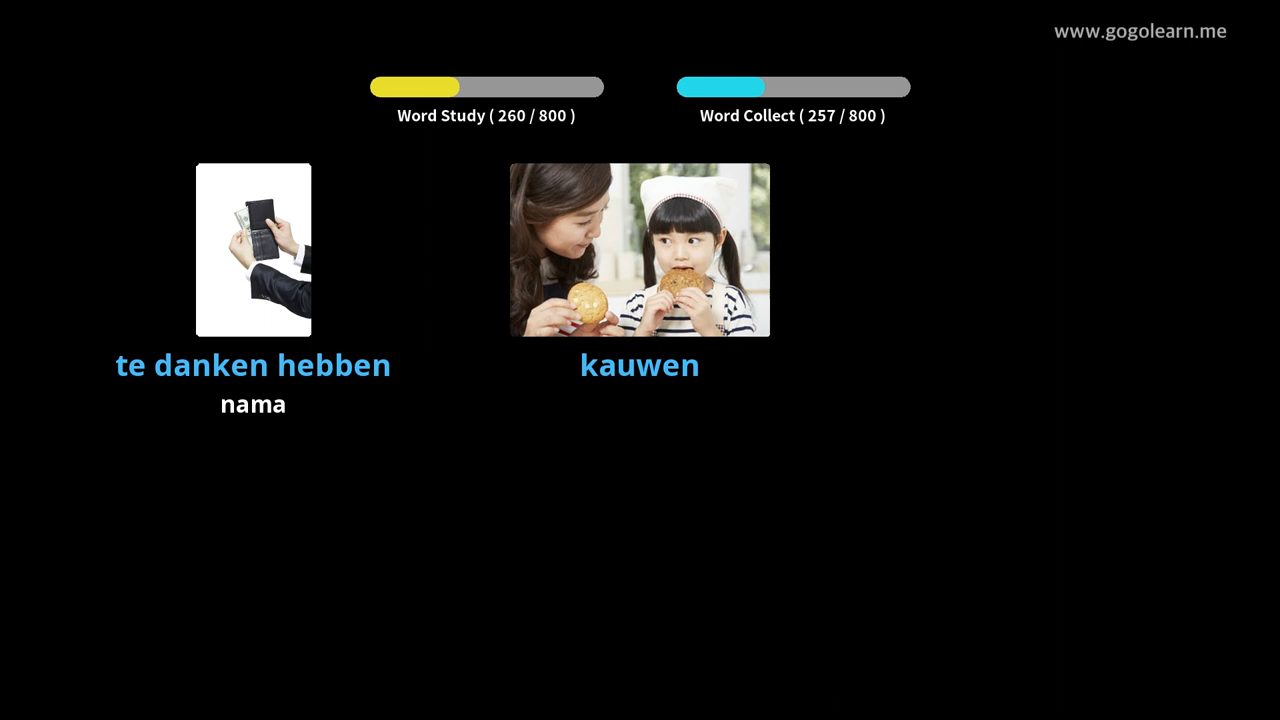 www.gogolearn.me
Word Study ( 260 / 800 )
Word Collect ( 257 / 800 )
te danken hebben
kauwen
nama